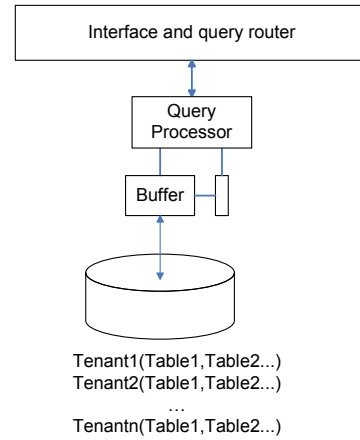 Interface and query router
Query
Processor
Buffer
Tenant1(Table1,Table2...)
Tenant2(Table1,Table2...)
...
Tenantn(Table1,Table2...)